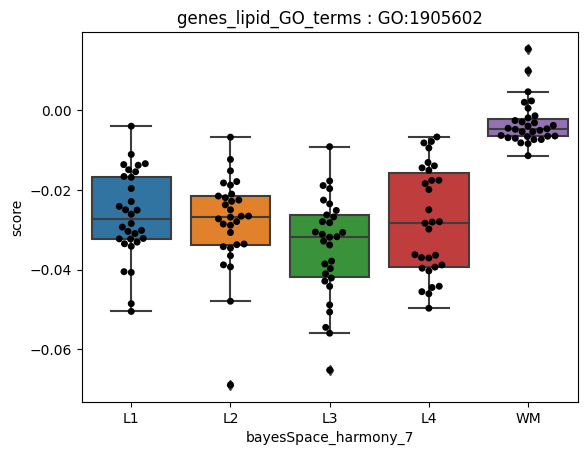 genes_lipid_GO_terms : GO:1905602
0.00
−0.02
−0.04
−0.06
score
L1 L2 L3 L4 WM
bayesSpace_harmony_7